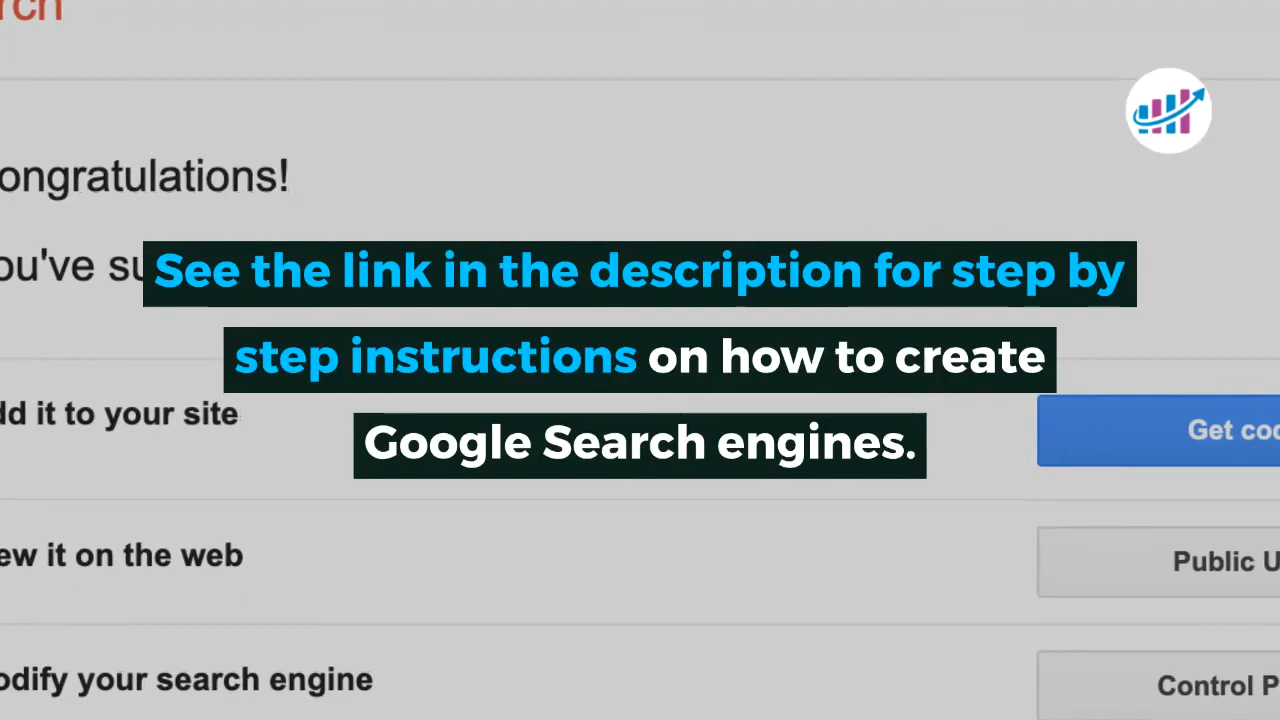 rch
ongratulations!
ou've su
See the link in the description for step by
step instructions on how to create
Google Search engines.
dd it to your site
Get cod
ew it on the web
Public U
odify your search engine
Control P